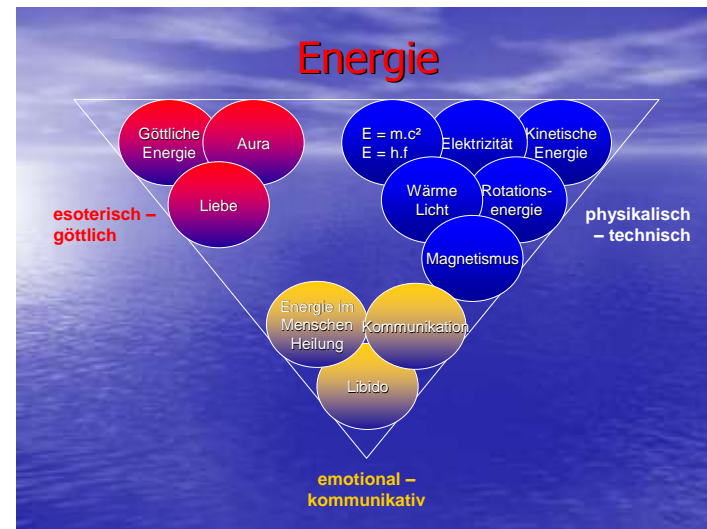 Energie
Göttliche
Energie
Aura
Liebe
esoterisch –
göttlich
E = m.c²
E = h.f
Elektrizität
Kinetische
Energie
Wärme
Licht
Rotations-
energie
Magnetismus
physikalisch
– technisch
Energie im
Menschen
Heilung
Kommunikation
Libido
emotional –
kommunikativ